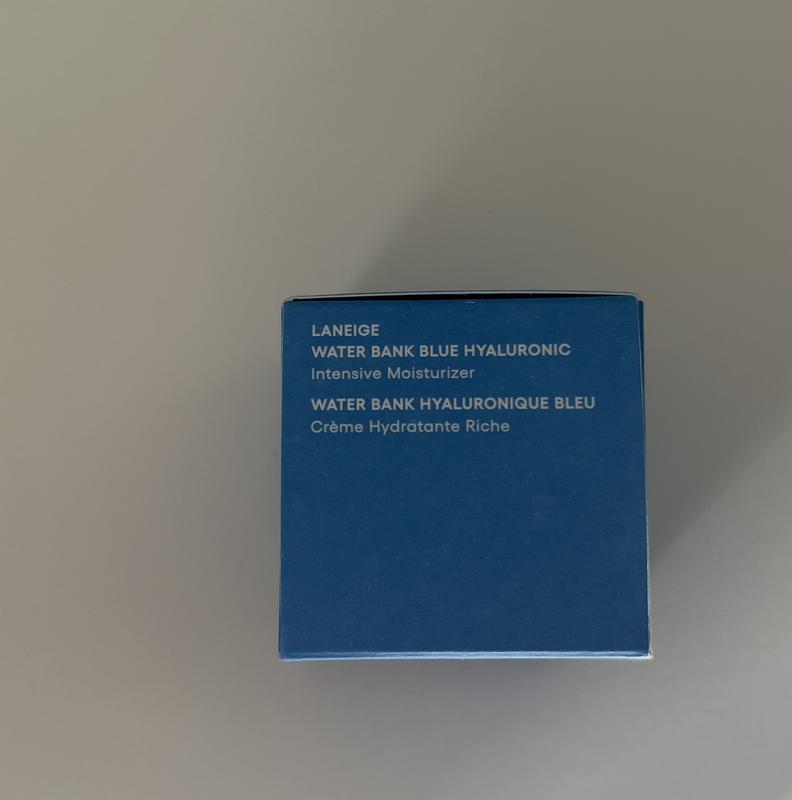 LANEIGE
WATER BANK BLUE HYALURONIC
Intensive Moisturizer
WATER BANK HYALURONIQUE BLEU
Crème Hydratante Riche